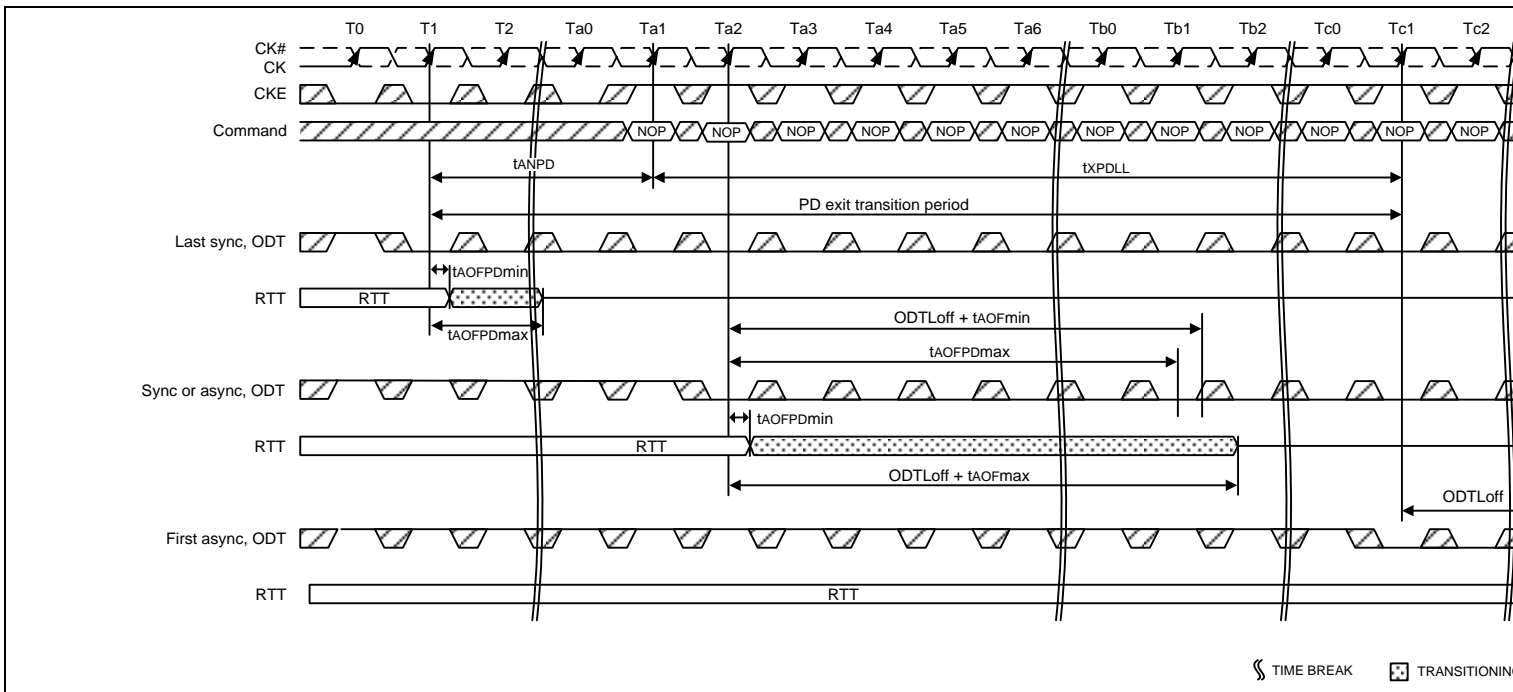 T0 T1 T2 Ta0 Ta1 Ta2 Ta3 Ta4 Ta5 Ta6 Tb0 Tb1 Tb2 Tc0 Tc1 Tc2
CK#
CK
CKE
Command NOP NOP NOP NOP NOP NOP NOP NOP NOP NOP NOP NOP
tANPD tXPDLL
PD exit transition period
Last sync, ODT
tAOFPDmin
RTT RTT
tAOFPDmax
ODTLoff + tAOFmin
tAOFPDmax
Sync or async, ODT
tAOFPDmin
RTT RTT
ODTLoff + tAOFmax
ODTLoff
First async, ODT
RTT RTT
TIME BREAK TRANSITIONING